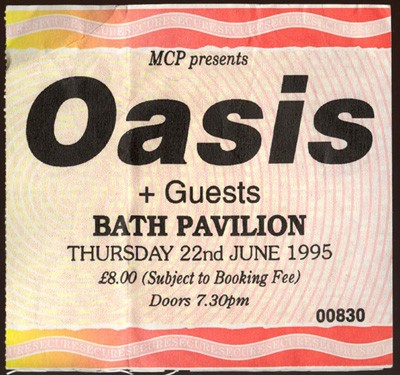 MCP presents
Oasis
+ Guests
BATH PAVILION
THURSDAY 22nd JUNE 1995
£8.00 (Subject to Booking Fee)
Doors 7.30pm
00830